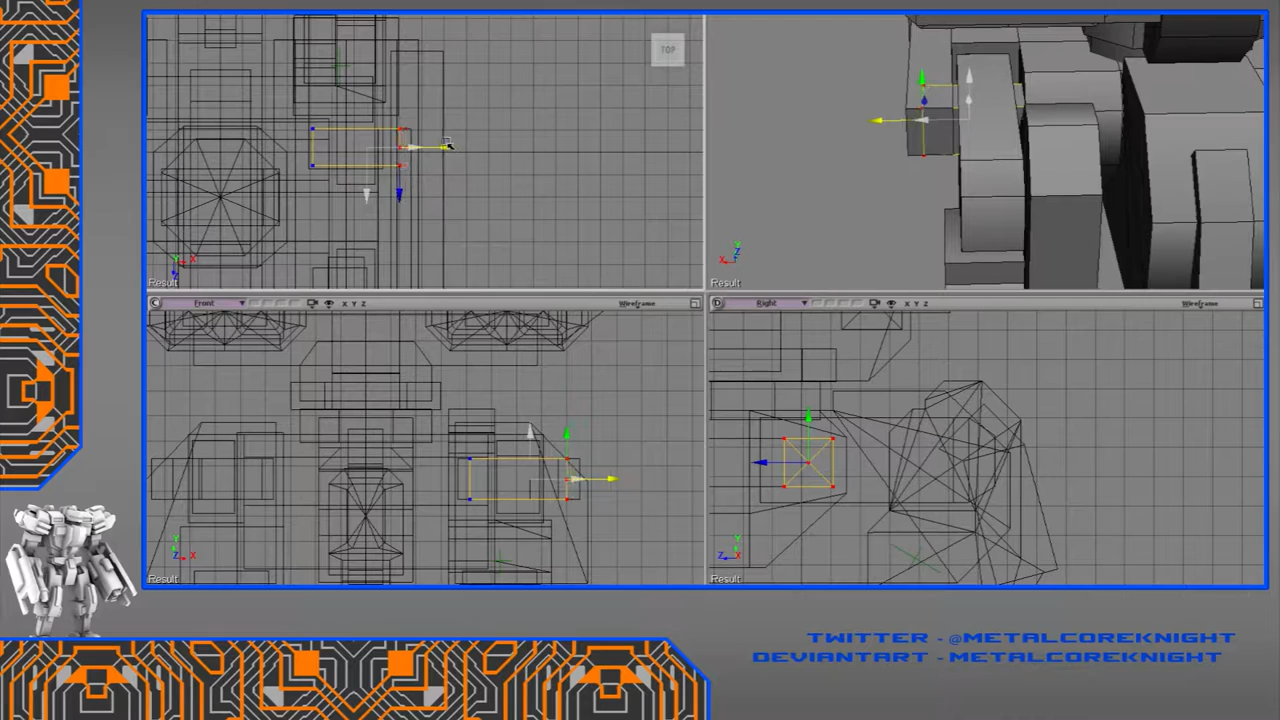 TOP
Y
Z X
Y
Z
X
Result
Result
C Front X Y Z Wireframe
D Right X Y Z Wireframe
Y
Z X
Y
Z X
Result
Result
TWITTER - @METALCOREKNIGHT
DEVIANTART - METALCOREKNIGHT